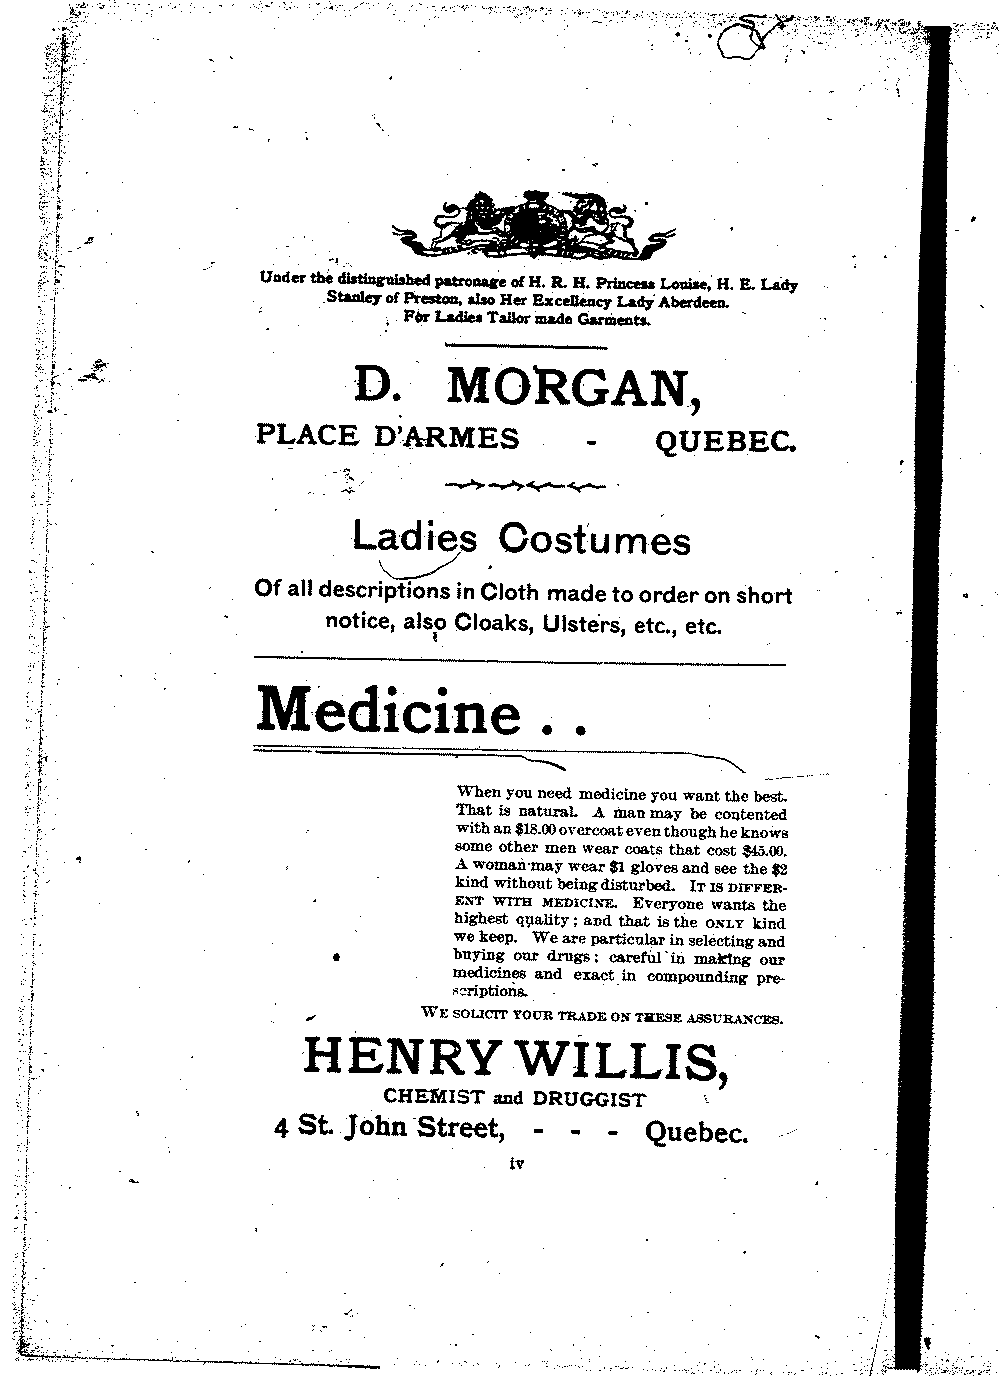 Under the distinguished patronage of H. R. H. Princess Louise, H. E. Lady
Stanley of Preston, also Her Excellency Lady Aberdeen.
For Ladies Tailor made Garments.
D. MORGAN,
PLACE D'ARMES - QUEBEC.
Ladies Costumes
Of all descriptions in Cloth made to order on short
notice, also Cloaks, Ulsters, etc., etc.
Medicine . .
When you need medicine you want the best.
That is natural. A man may be contented
with an $18.00 overcoat even though he knows
some other men wear coats that cost $45.00.
A woman may wear $1 gloves and see the $2
kind without being disturbed. IT IS DIFFER-
ENT WITH MEDICINE. Everyone wants the
highest quality; and that is the ONLY kind
we keep. We are particular in selecting and
buying our drugs; careful in making our
medicines and exact in compounding pre-
scriptions.
WE SOLICIT YOUR TRADE ON THESE ASSURANCES.
HENRY WILLIS,
CHEMIST and DRUGGIST
4 St. John Street, - - - Quebec.
iv